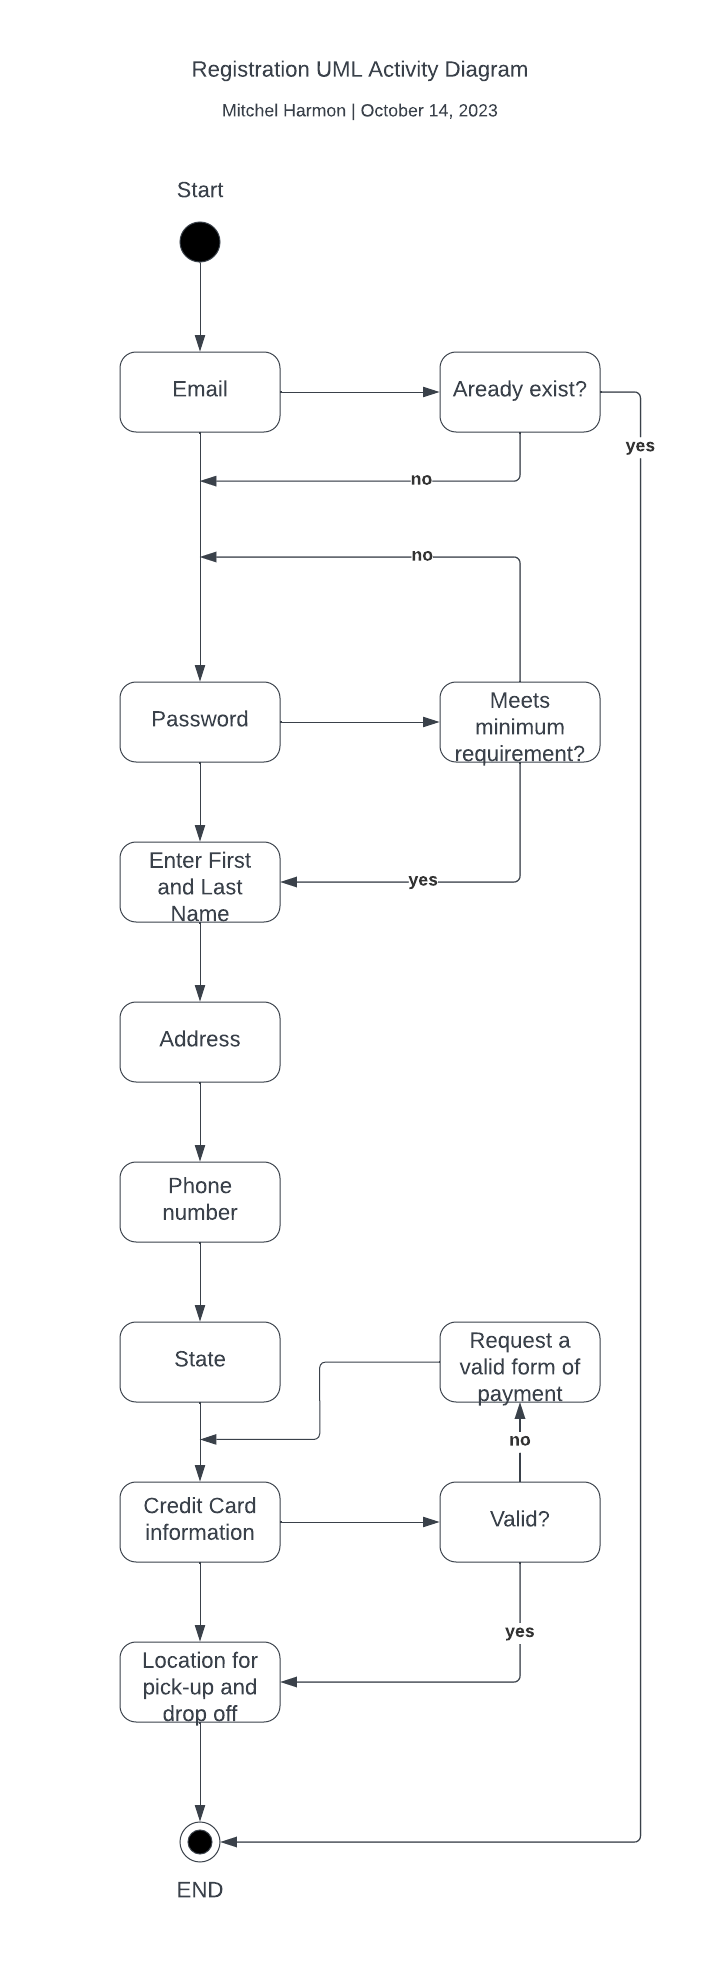 Registration UML Activity Diagram
Mitchel Harmon | October 14, 2023
Start
Email
Aready exist?
yes
no
no
Password
Meets
minimum
requirement?
Enter First
and Last
Name
yes
Address
Phone
number
State
Request a
valid form of
payment
no
Credit Card
information
Valid?
yes
Location for
pick-up and
drop off
END